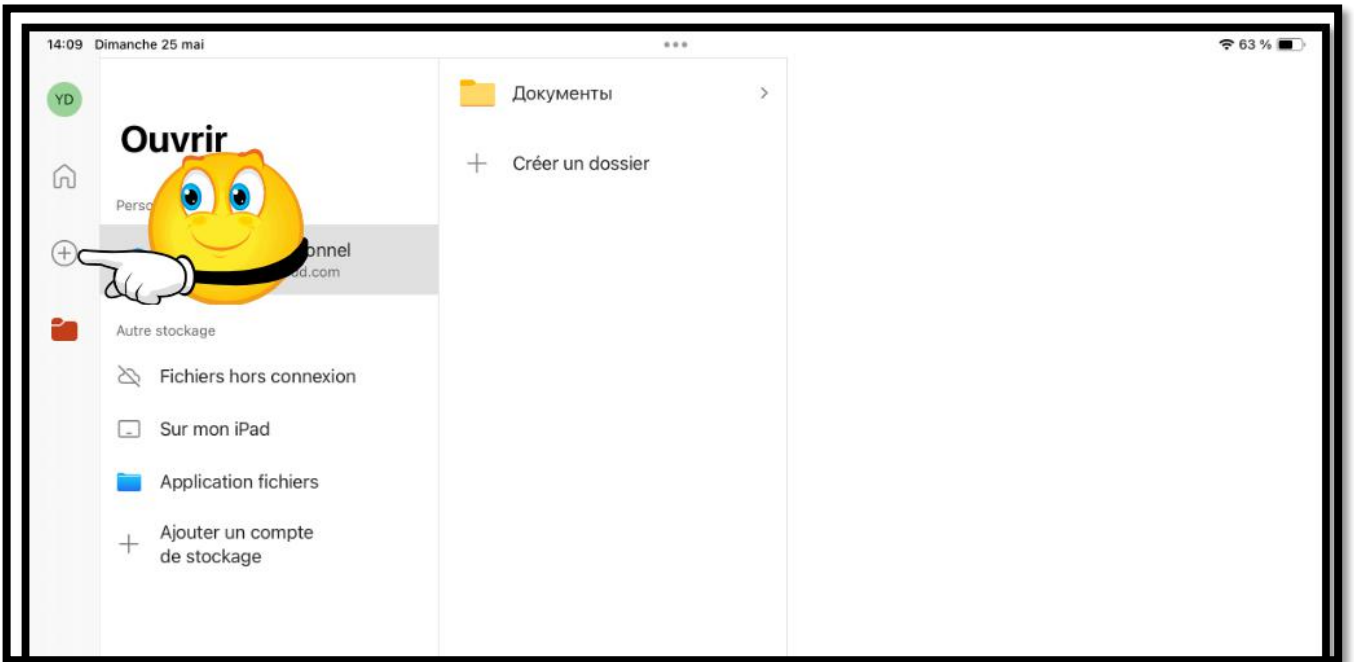 14:09 Dimanche 25 mai
63 %
YD
Ouvrir
Документы
Créer un dossier
Autre stockage
Fichiers hors connexion
Sur mon iPad
Application fichiers
Ajouter un compte
de stockage